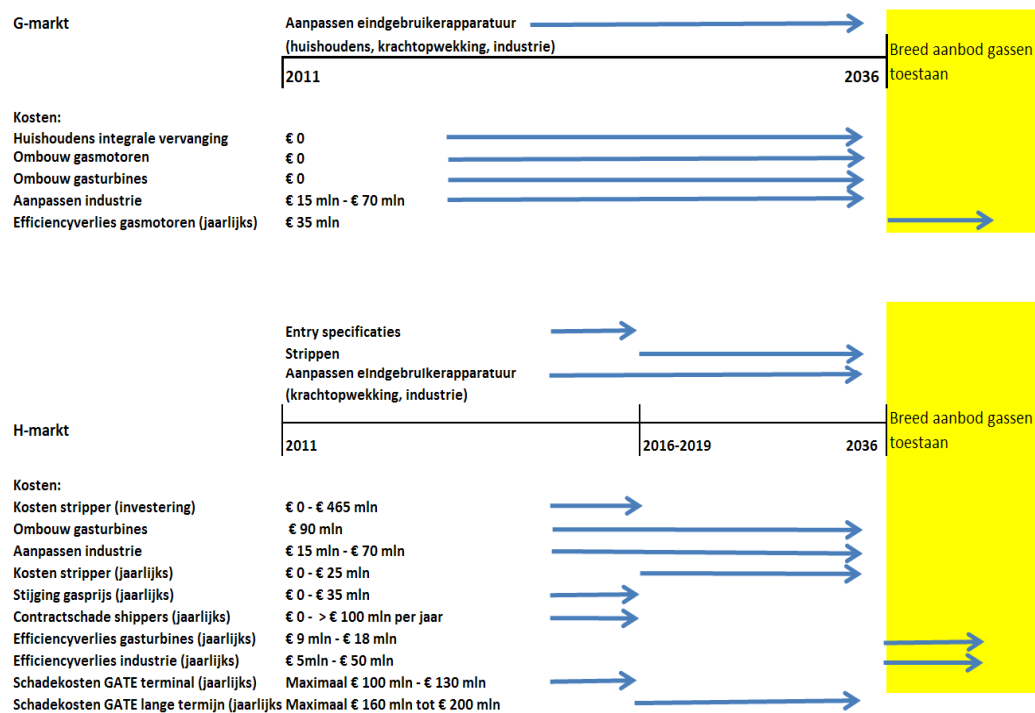 G-markt
Aanpassen eindgebruikerapparatuur
(huishoudens, krachtopwekking, industrie)
Breed aanbod gassen
toestaan
2011
2036
Kosten:
Huishoudens integrale vervanging € 0
Ombouw gasmotoren € 0
Ombouw gasturbines € 0
Aanpassen industrie € 15 mln - € 70 mln
Efficiencyverlies gasmotoren (jaarlijks) € 35 mln
Entry specificaties
Strippen
Aanpassen eindgebruikerapparatuur
(krachtopwekking, industrie)
Breed aanbod gassen
toestaan
H-markt
2011
2016-2019
2036
Kosten:
Kosten stripper (investering) € 0 - € 465 mln
Ombouw gasturbines € 90 mln
Aanpassen industrie € 15 mln - € 70 mln
Kosten stripper (jaarlijks) € 0 - € 25 mln
Stijging gasprijs (jaarlijks) € 0 - € 35 mln
Contractschade shippers (jaarlijks) € 0 - > € 100 mln per jaar
Efficiencyverlies gasturbines (jaarlijks) € 9 mln - € 18 mln
Efficiencyverlies industrie (jaarlijks) € 5mln - € 50 mln
Schadekosten GATE terminal (jaarlijks) Maximaal € 100 mln - € 130 mln
Schadekosten GATE lange termijn (jaarlijks Maximaal € 160 mln tot € 200 mln